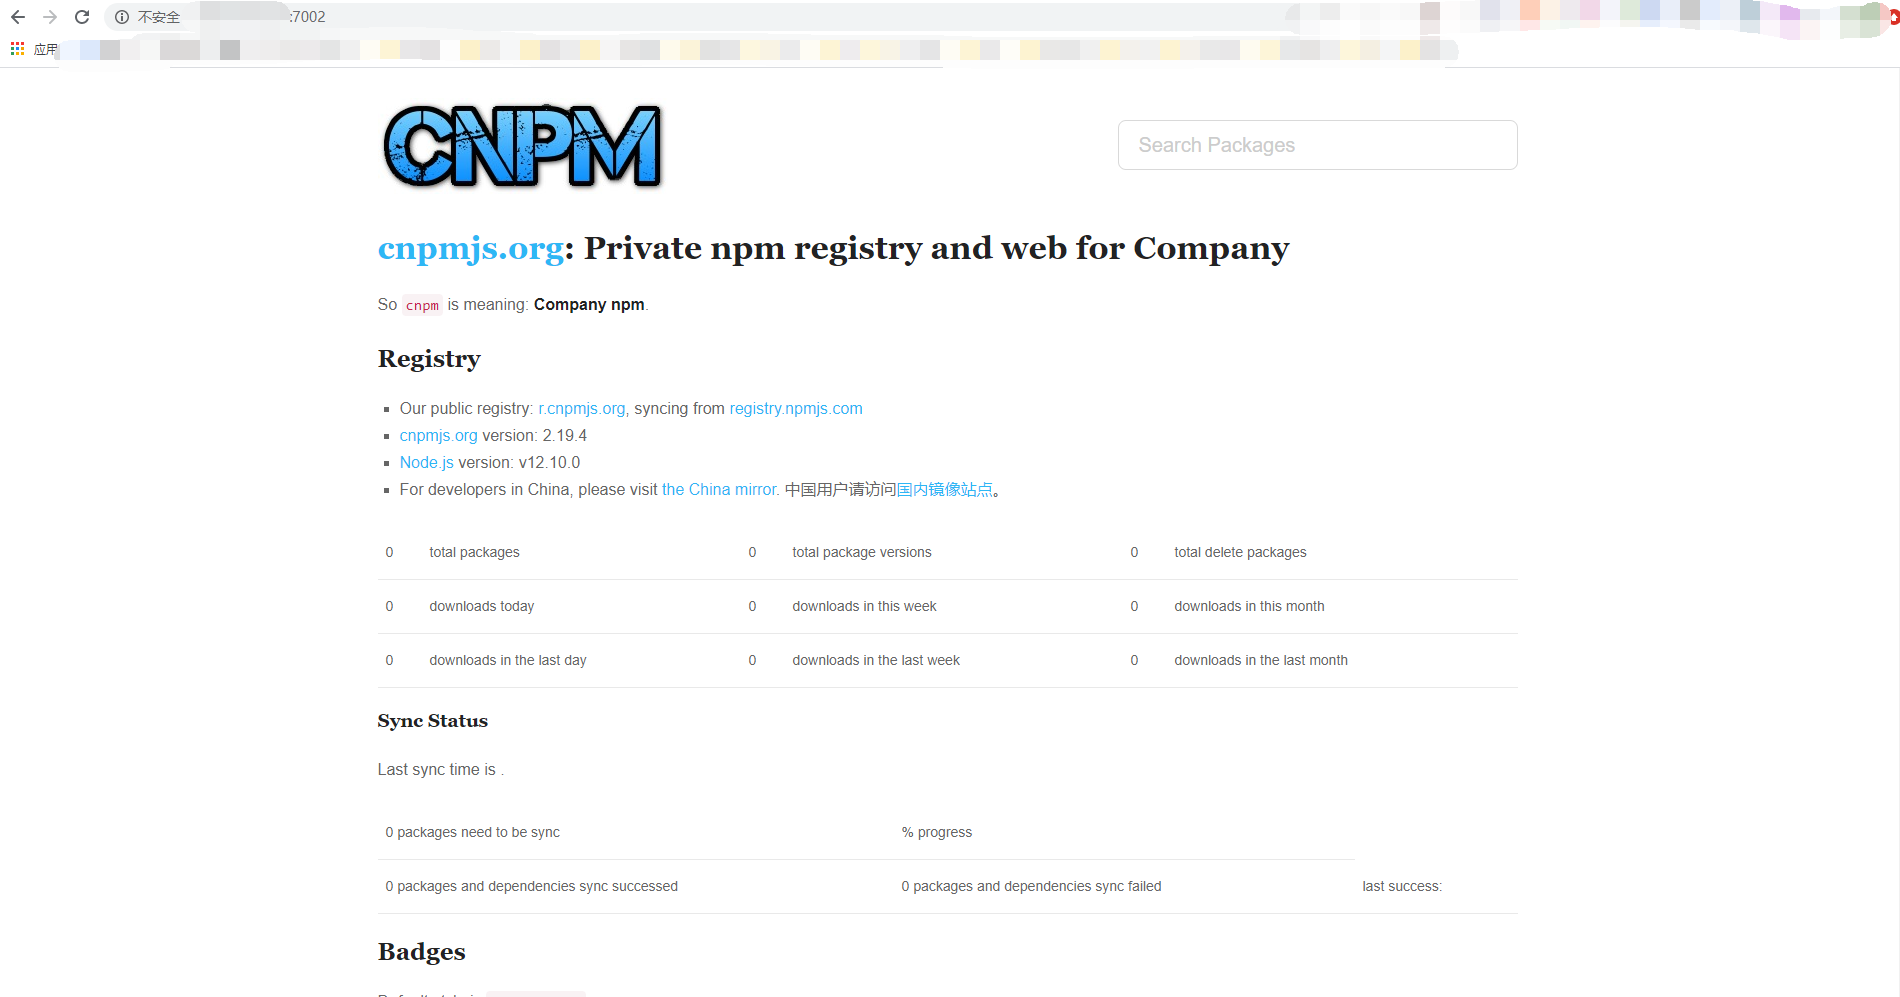 不安全 :7002
应用
CNPM
Search Packages
cnpmjs.org: Private npm registry and web for Company
So cnpm is meaning: Company npm.
Registry
Our public registry: r.cnpmjs.org, syncing from registry.npmjs.com
cnpmjs.org version: 2.19.4
Node.js version: v12.10.0
For developers in China, please visit the China mirror. 中国用户请访问国内镜像站点。
0 total packages 0 total package versions 0 total delete packages
0 downloads today 0 downloads in this week 0 downloads in this month
0 downloads in the last day 0 downloads in the last week 0 downloads in the last month
Sync Status
Last sync time is .
0 packages need to be sync % progress
0 packages and dependencies sync successed 0 packages and dependencies sync failed last success:
Badges